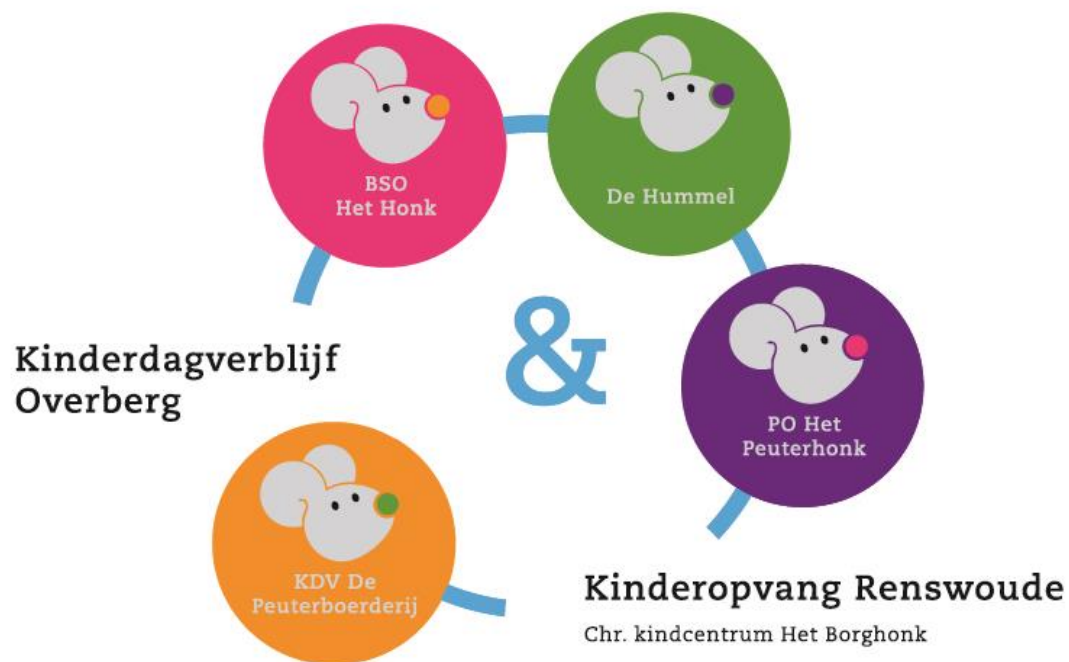 BSO
Het Honk
De Hummel
&
Kinderdagverblijf
Overberg
PO Het
Peuterhonk
KDV De
Peuterboerderij
Kinderopvang Renswoude
Chr. kindcentrum Het Borghonk